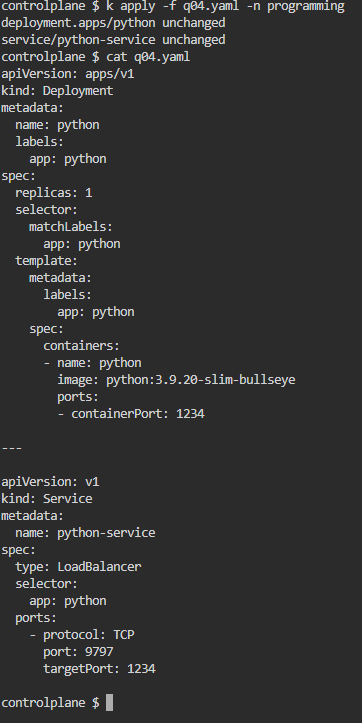 controlplane $ k apply -f q04.yaml -n programming
deployment.apps/python unchanged
service/python-service unchanged
controlplane $ cat q04.yaml
apiVersion: apps/v1
kind: Deployment
metadata:
  name: python
  labels:
    app: python
spec:
  replicas: 1
  selector:
    matchLabels:
      app: python
  template:
    metadata:
      labels:
        app: python
    spec:
      containers:
      - name: python
        image: python:3.9.20-slim-bullseye
        ports:
        - containerPort: 1234

---

apiVersion: v1
kind: Service
metadata:
  name: python-service
spec:
  type: LoadBalancer
  selector:
    app: python
  ports:
    - protocol: TCP
      port: 9797
      targetPort: 1234

controlplane $